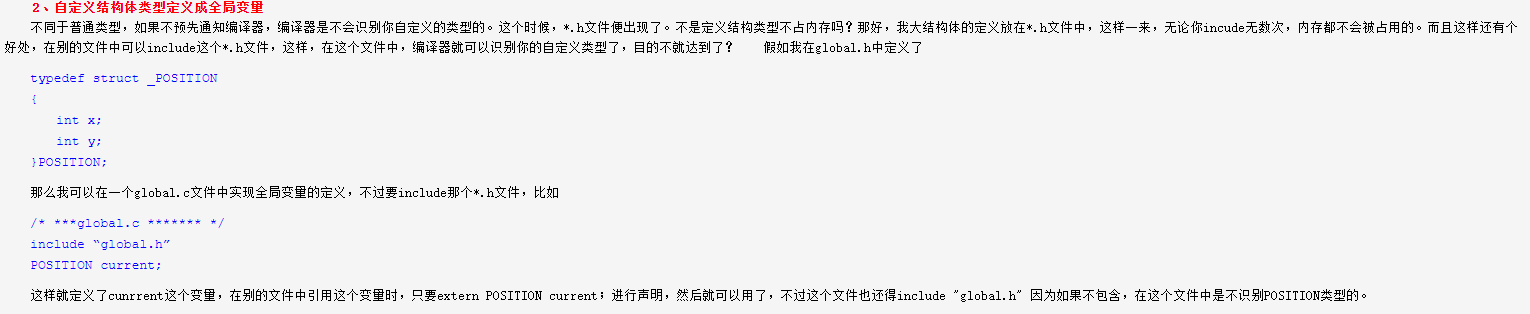 2、自定义结构体类型定义成全局变量
不同于普通类型，如果不预先通知编译器，编译器是不会识别你自定义的类型的。这个时候，*.h文件便出现了。不是定义结构类型不占内存吗？那好，我大结构体的定义放在*.h文件中，这样一来，无论你incude无数次，内存都不会被占用的。而且这样还有个
好处，在别的文件中可以include这个*.h文件，这样，在这个文件中，编译器就可以识别你的自定义类型了，目的不就达到了？ 假如我在global.h中定义了
typedef struct _POSITION
{
int x;
int y;
}POSITION;
那么我可以在一个global.c文件中实现全局变量的定义，不过要include那个*.h文件，比如
/* ***global.c ******* */
include “global.h”
POSITION current;
这样就定义了cunrrent这个变量，在别的文件中引用这个变量时，只要extern POSITION current；进行声明，然后就可以用了，不过这个文件也还得include "global.h" 因为如果不包含，在这个文件中是不识别POSITION类型的。